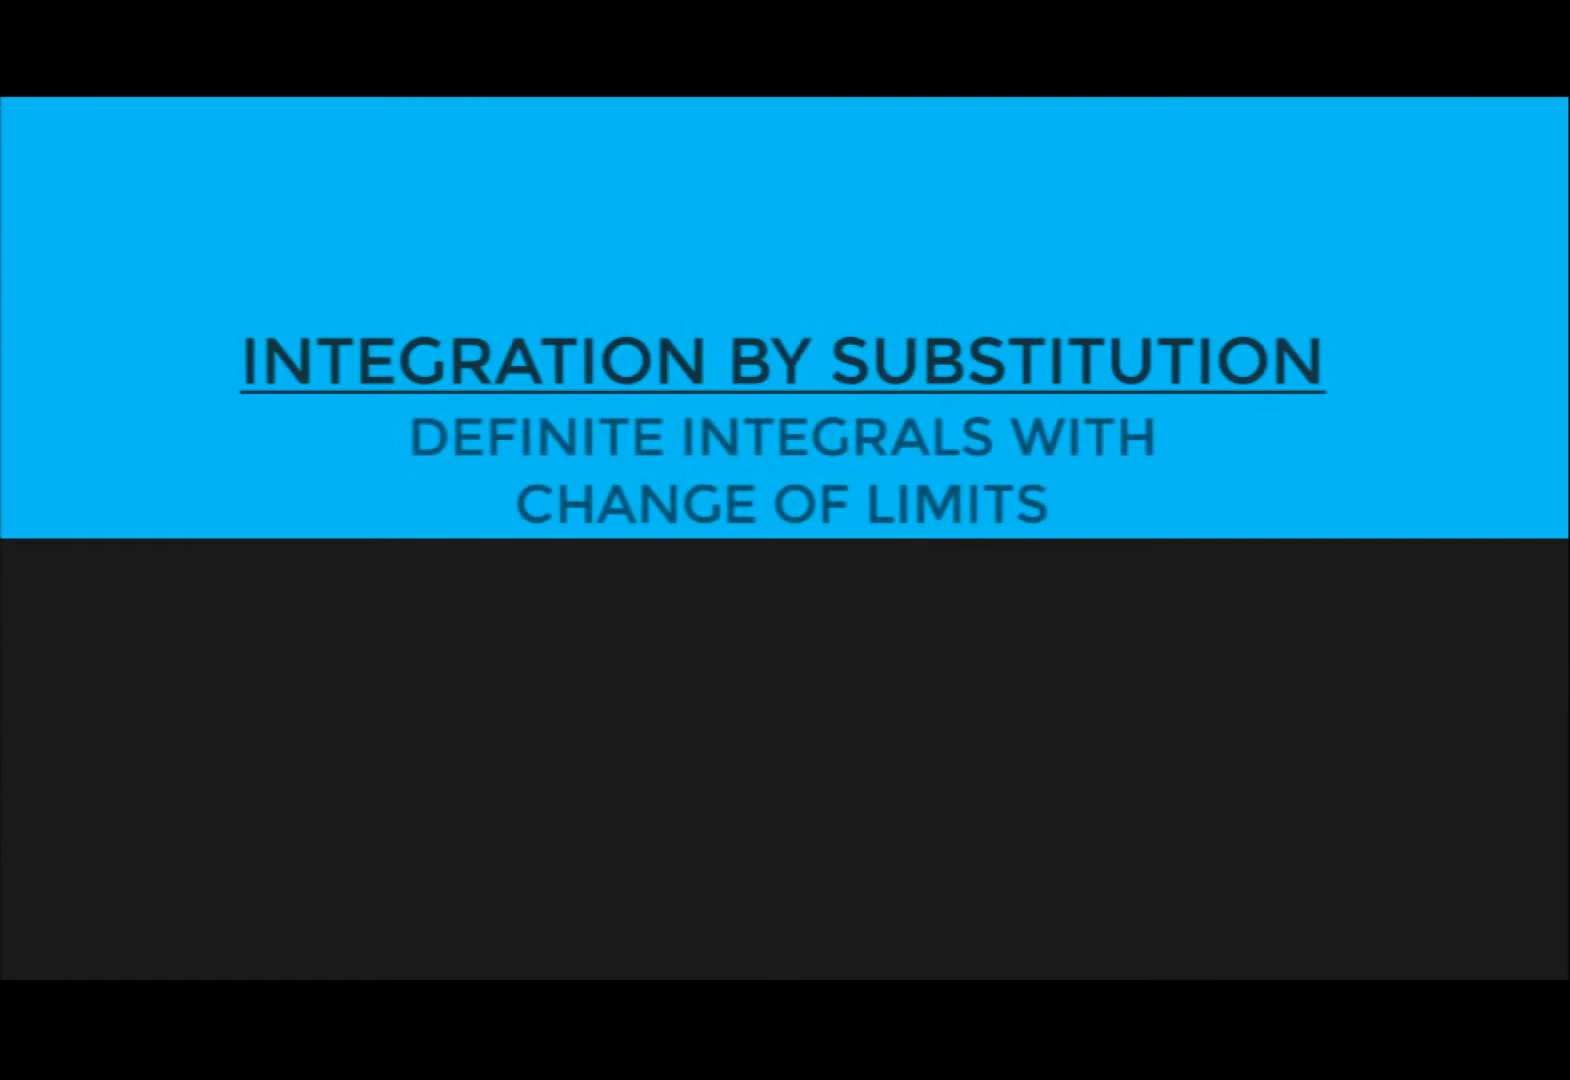 INTEGRATION BY SUBSTITUTION
DEFINITE INTEGRALS WITH
CHANGE OF LIMITS